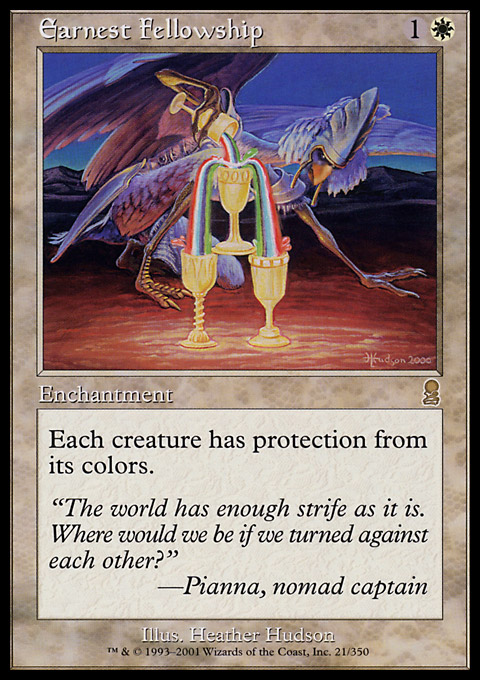 Earnest Fellowship 1
HHudson 2000
Enchantment
Each creature has protection from
its colors.
“The world has enough strife as it is.
Where would we be if we turned against
each other?”
—Pianna, nomad captain
Illus. Heather Hudson
™ & © 1993–2001 Wizards of the Coast, Inc. 21/350